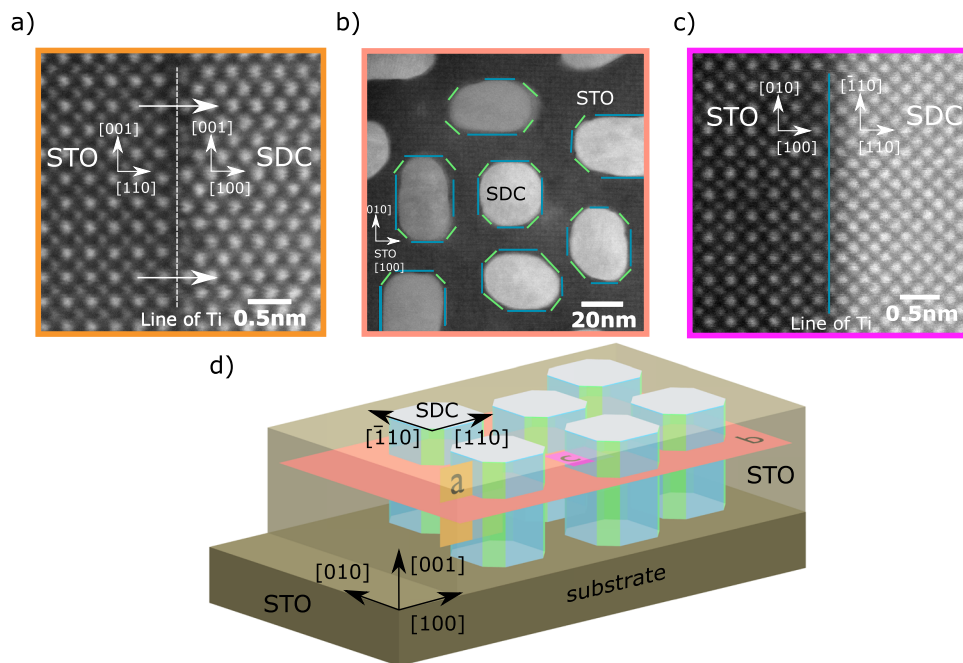 a)
b)
c)
[001]
[001]
STO
SDC
[110]
[100]
Line of Ti
0.5nm
STO
SDC
010]
STO
[100]
20nm
[010]
[1̄10]
STO
SDC
[100]
[110]
Line of Ti
0.5nm
d)
SDC
[1̄10]
[110]
a
c
b
STO
[001]
[010]
[100]
STO
substrate